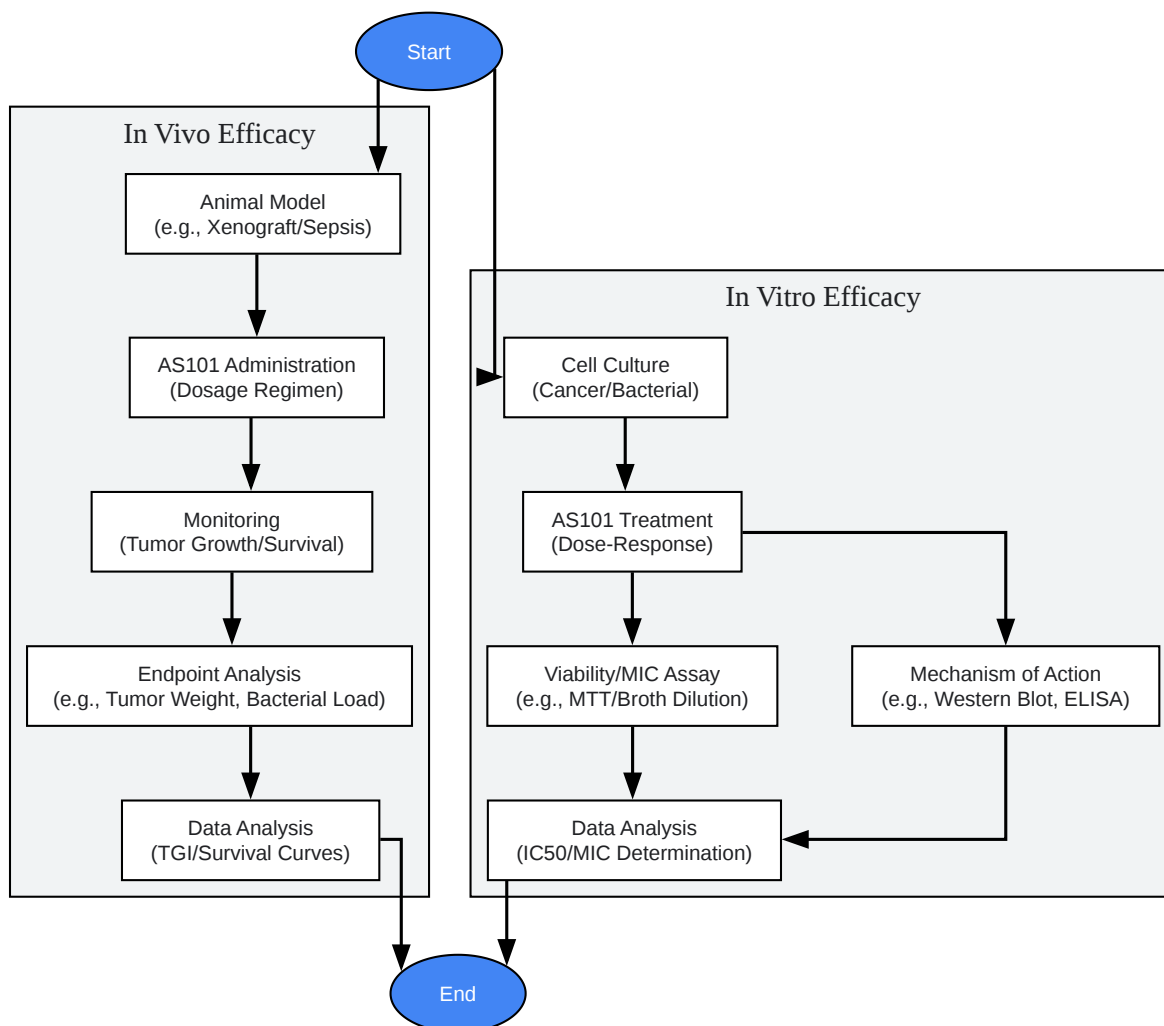 Start
In Vivo Efficacy
Animal Model
(e.g., Xenograft/Sepsis)
AS101 Administration
(Dosage Regimen)
Monitoring
(Tumor Growth/Survival)
Endpoint Analysis
(e.g., Tumor Weight, Bacterial Load)
Data Analysis
(TGI/Survival Curves)
In Vitro Efficacy
Cell Culture
(Cancer/Bacterial)
AS101 Treatment
(Dose-Response)
Viability/MIC Assay
(e.g., MTT/Broth Dilution)
Mechanism of Action
(e.g., Western Blot, ELISA)
Data Analysis
(IC50/MIC Determination)
End